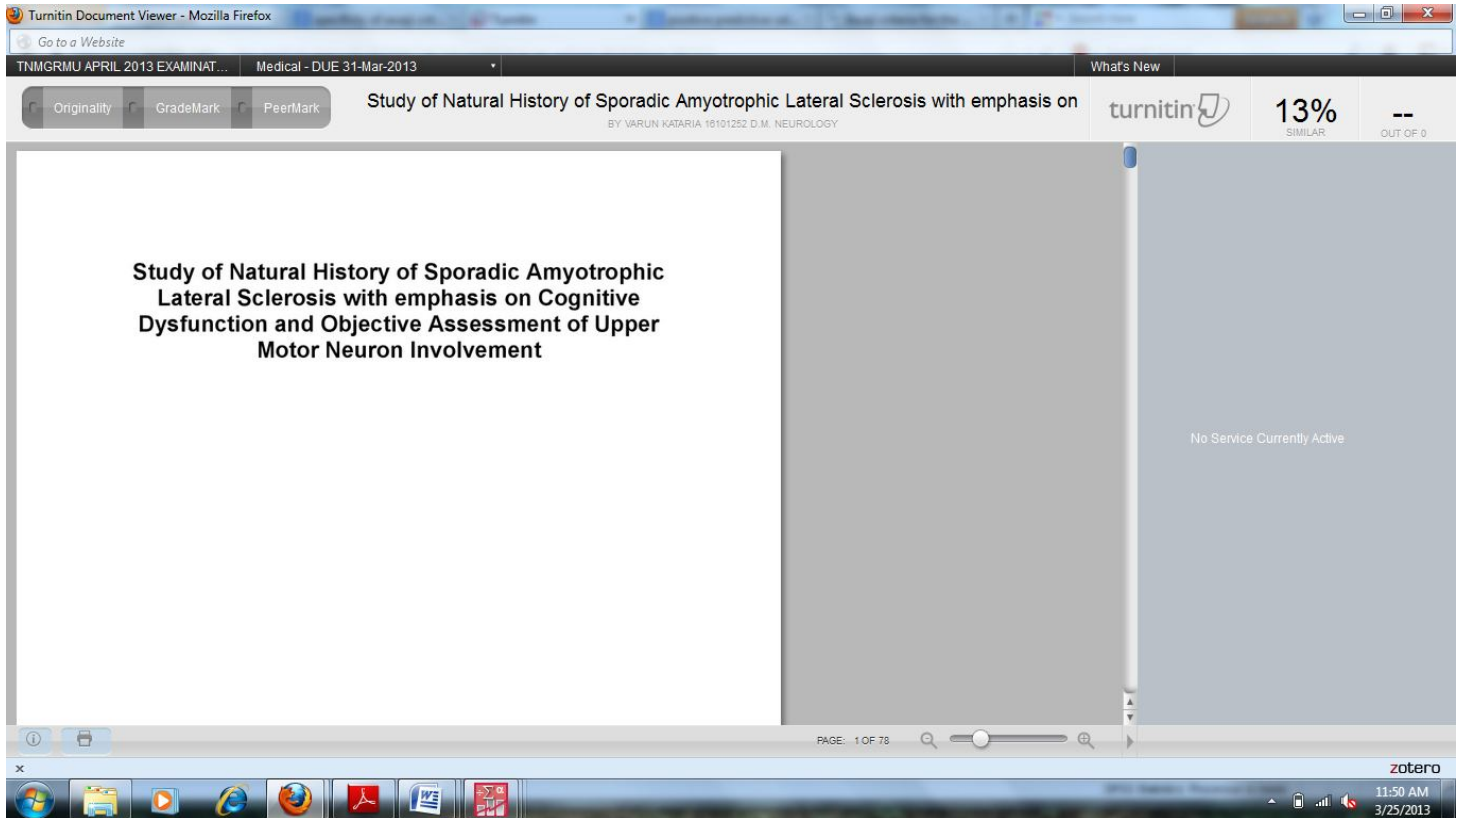 Turnitin Document Viewer - Mozilla Firefox
Go to a Website
TNMGRMU APRIL 2013 EXAMINAT... Medical - DUE 31-Mar-2013 What's New
Originality GradeMark PeerMark Study of Natural History of Sporadic Amyotrophic Lateral Sclerosis with emphasis on turnitin 13% --
BY VARUN KATARIA 16101252 D.M. NEUROLOGY SIMILAR OUT OF 0
Study of Natural History of Sporadic Amyotrophic
Lateral Sclerosis with emphasis on Cognitive
Dysfunction and Objective Assessment of Upper
Motor Neuron Involvement
No Service Currently Active
PAGE: 1 OF 78
x zotero
11:50 AM
3/25/2013